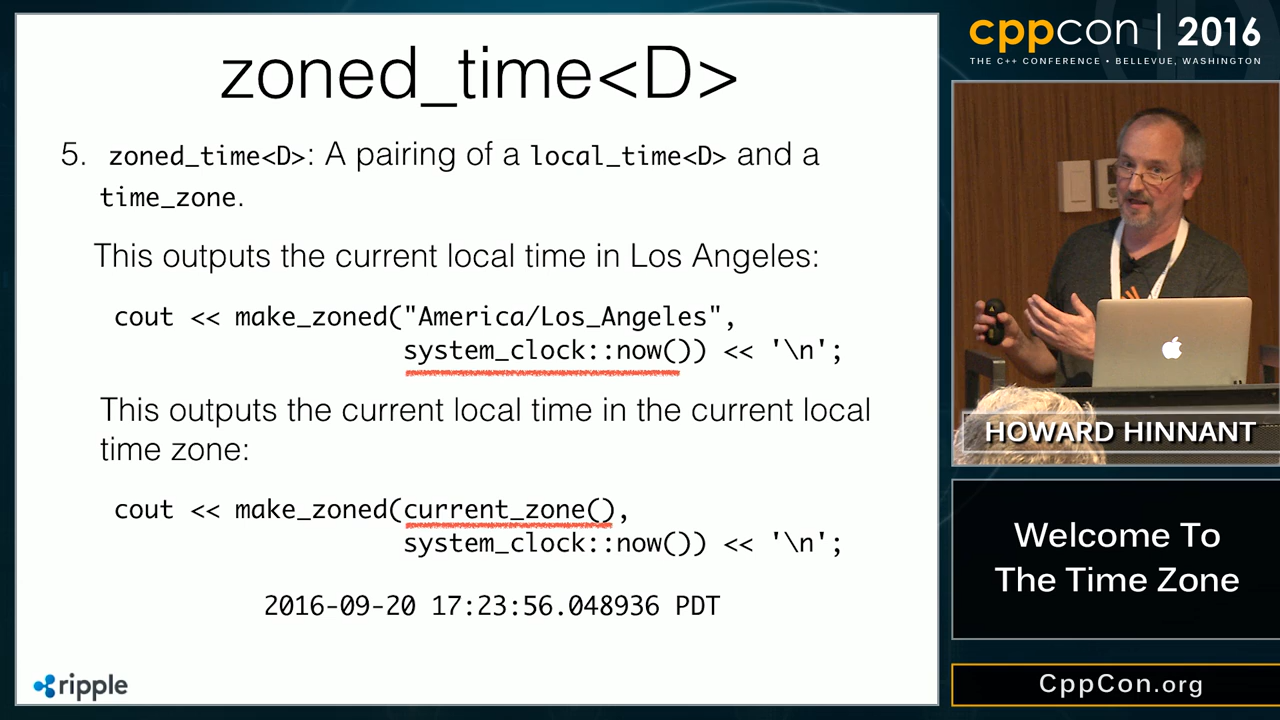 zoned_time<D>
5. zoned_time<D>: A pairing of a local_time<D> and a
time_zone.
This outputs the current local time in Los Angeles:
cout << make_zoned("America/Los_Angeles",
system_clock::now()) << '\n';
This outputs the current local time in the current local
time zone:
cout << make_zoned(current_zone(),
system_clock::now()) << '\n';
2016-09-20 17:23:56.048936 PDT
ripple
cppcon | 2016
THE C++ CONFERENCE • BELLEVUE, WASHINGTON
HOWARD HINNANT
Welcome To
The Time Zone
CppCon.org